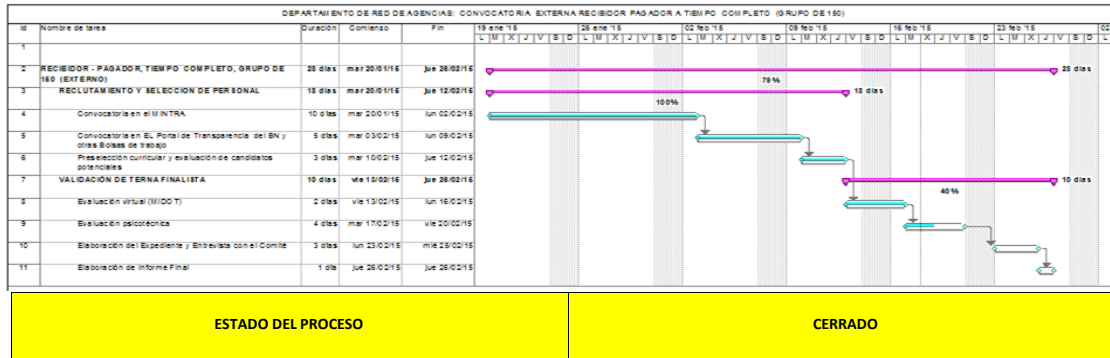 DEPARTAMENTO DE RED DE AGENCIAS: CONVOCATORIA EXTERNA RECIBIDOR PAGADOR A TIEMPO COMPLETO (GRUPO DE 150)
Id Nombre de tarea Duración Comienzo Fin 19 ene '15 26 ene '15 02 feb '15 09 feb '15 16 feb '15 23 feb '15 02
L M X J V S D L M X J V S D L M X J V S D L M X J V S D L M X J V S D L M X J V S D L
1
2 RECIBIDOR - PAGADOR, TIEMPO COMPLETO, GRUPO DE 150 (EXTERNO) 28 días mar 20/01/15 jue 26/02/15 28 días
79%
3 RECLUTAMIENTO Y SELECCIÓN DE PERSONAL 18 días mar 20/01/15 jue 12/02/15 18 días
100%
4 Convocatoria en el MINTRA 10 días mar 20/01/15 lun 02/02/15
5 Convocatoria en EL Portal de Transparencia del BN y otras Bolsas de trabajo 5 días mar 03/02/15 lun 09/02/15
6 Preselección curricular y evaluación de candidatos potenciales 3 días mar 10/02/15 jue 12/02/15
7 VALIDACIÓN DE TERNA FINALISTA 10 días vie 13/02/15 jue 26/02/15 10 días
40%
8 Evaluación virtual (MIDOT) 2 días vie 13/02/15 lun 16/02/15
9 Evaluación psicotécnica 4 días mar 17/02/15 vie 20/02/15
10 Elaboración del Expediente y Entrevista con el Comité 3 días lun 23/02/15 mié 25/02/15
11 Elaboración de Informe Final 1 día jue 26/02/15 jue 26/02/15
ESTADO DEL PROCESO CERRADO